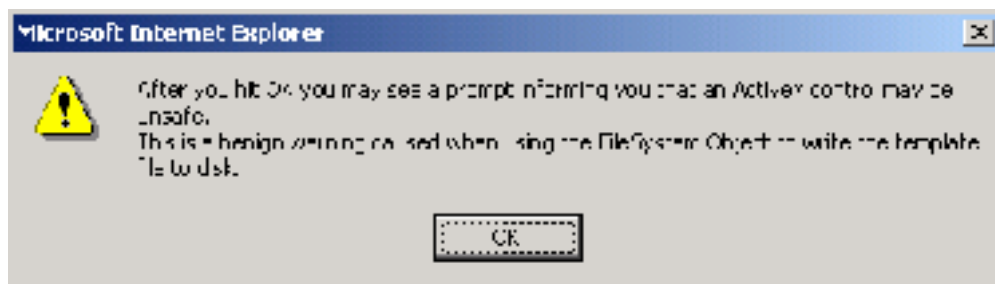 Microsoft Internet Explorer
After you hit OK you may see a prompt informing you that an ActiveX control may be
unsafe.
This is a benign warning caused when using the FileSystem Object to write the template
file to disk.
OK